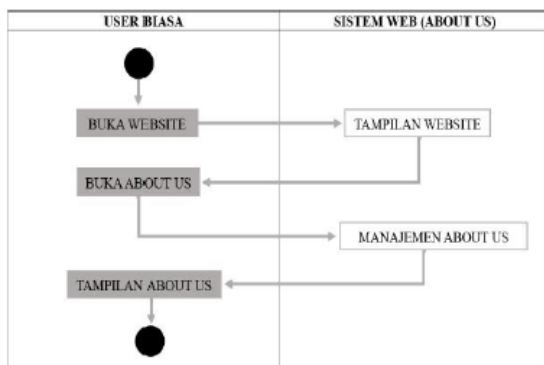 USER BIASA
SISTEM WEB (ABOUT US)
BUKA WEBSITE
TAMPILAN WEBSITE
BUKA ABOUT US
MANAJEMEN ABOUT US
TAMPILAN ABOUT US